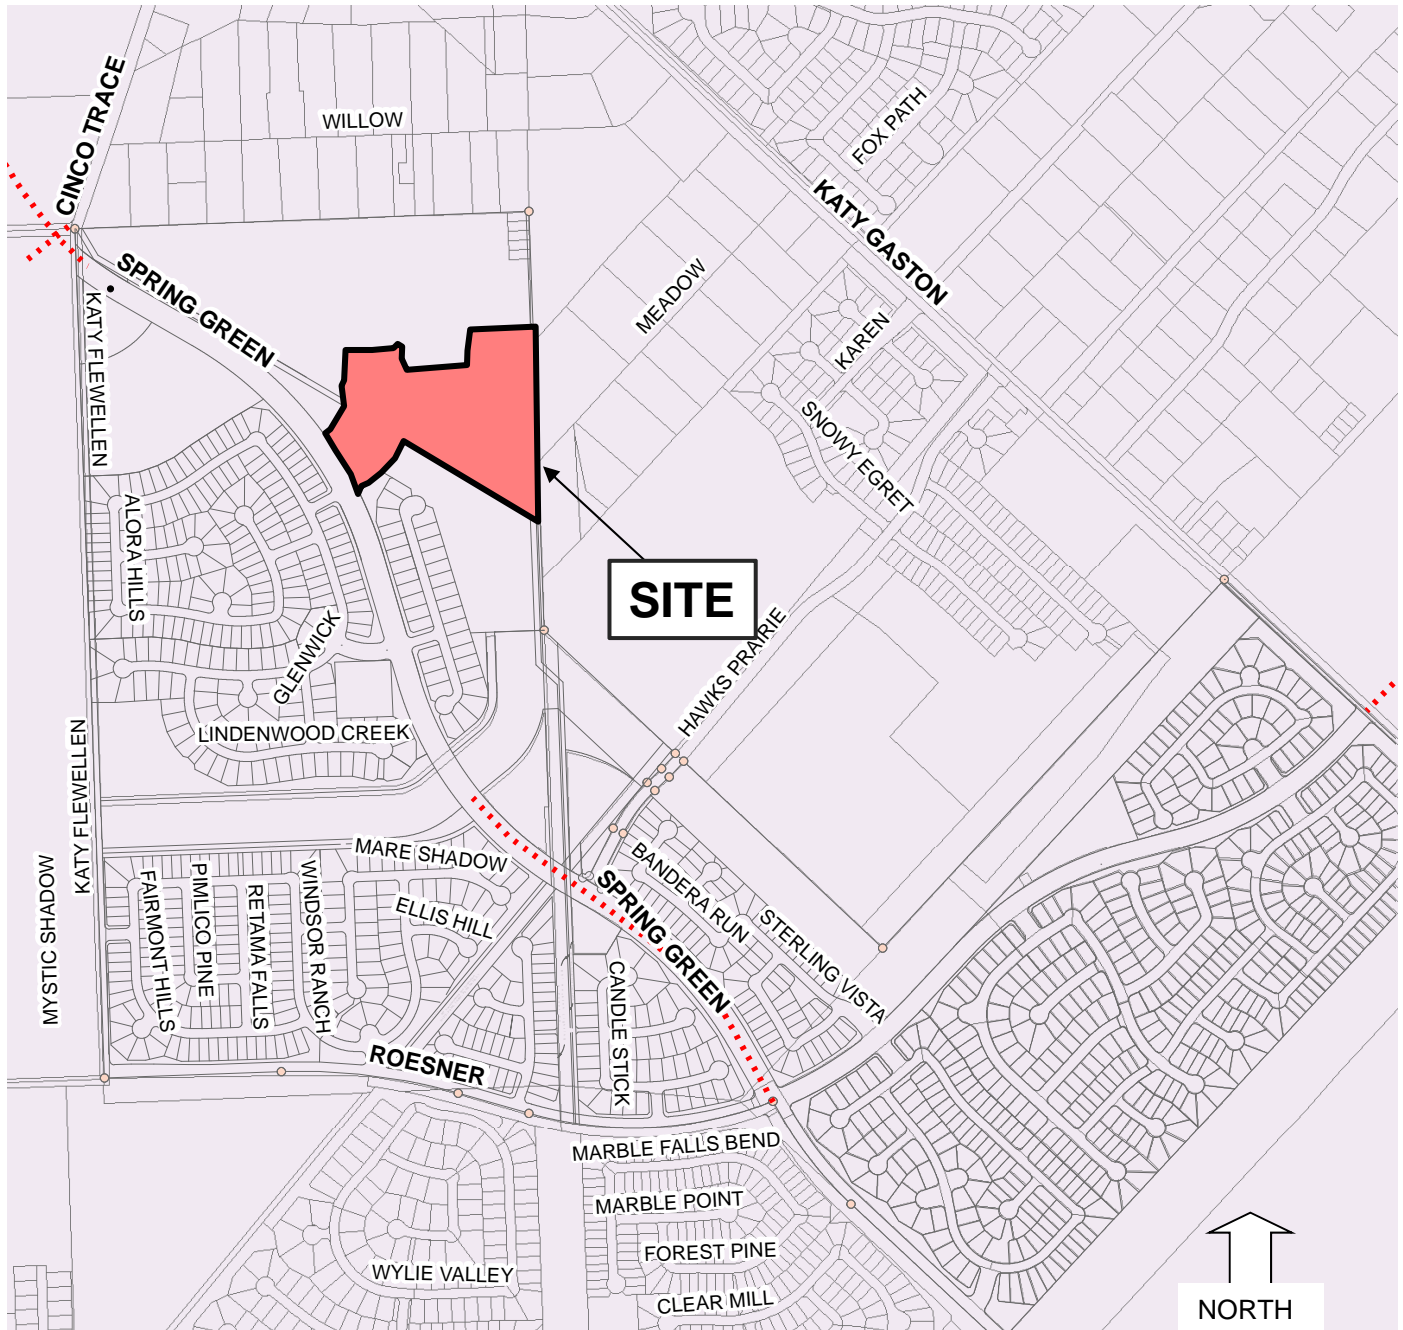 CINCO TRACE
WILLOW
FOX PATH
KATY GASTON
SPRING GREEN
MEADOW
KATY FLEWELLEN
KAREN
SNOWY EGRET
ALORA HILLS
SITE
GLENWICK
HAWKS PRAIRIE
LINDENWOOD CREEK
KATY FLEWELLEN
MYSTIC SHADOW
MARE SHADOW
FAIRMONT HILLS
PIMLICO PINE
RETAMA FALLS
WINDSOR RANCH
ELLIS HILL
BANDERA RUN
SPRING GREEN
STERLING VISTA
CANDLE STICK
ROESNER
MARBLE FALLS BEND
MARBLE POINT
FOREST PINE
WYLIE VALLEY
CLEAR MILL
NORTH